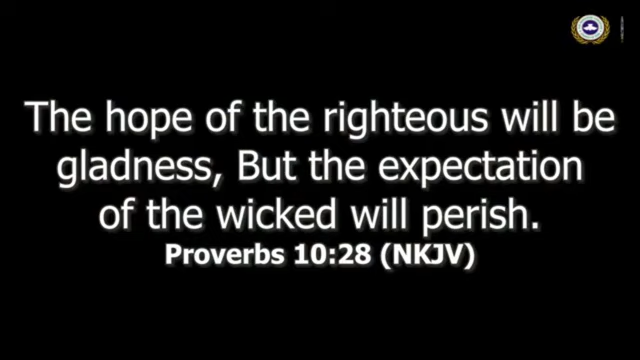 The hope of the righteous will be
gladness, But the expectation
of the wicked will perish.
Proverbs 10:28 (NKJV)